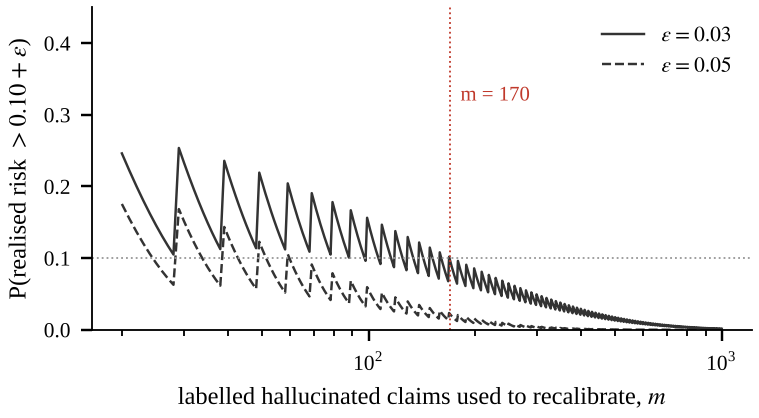 P(realised risk > 0.10 + ε)
0.4
0.3
0.2
0.1
0.0
ε = 0.03
ε = 0.05
m = 170
10²
10³
labelled hallucinated claims used to recalibrate, m